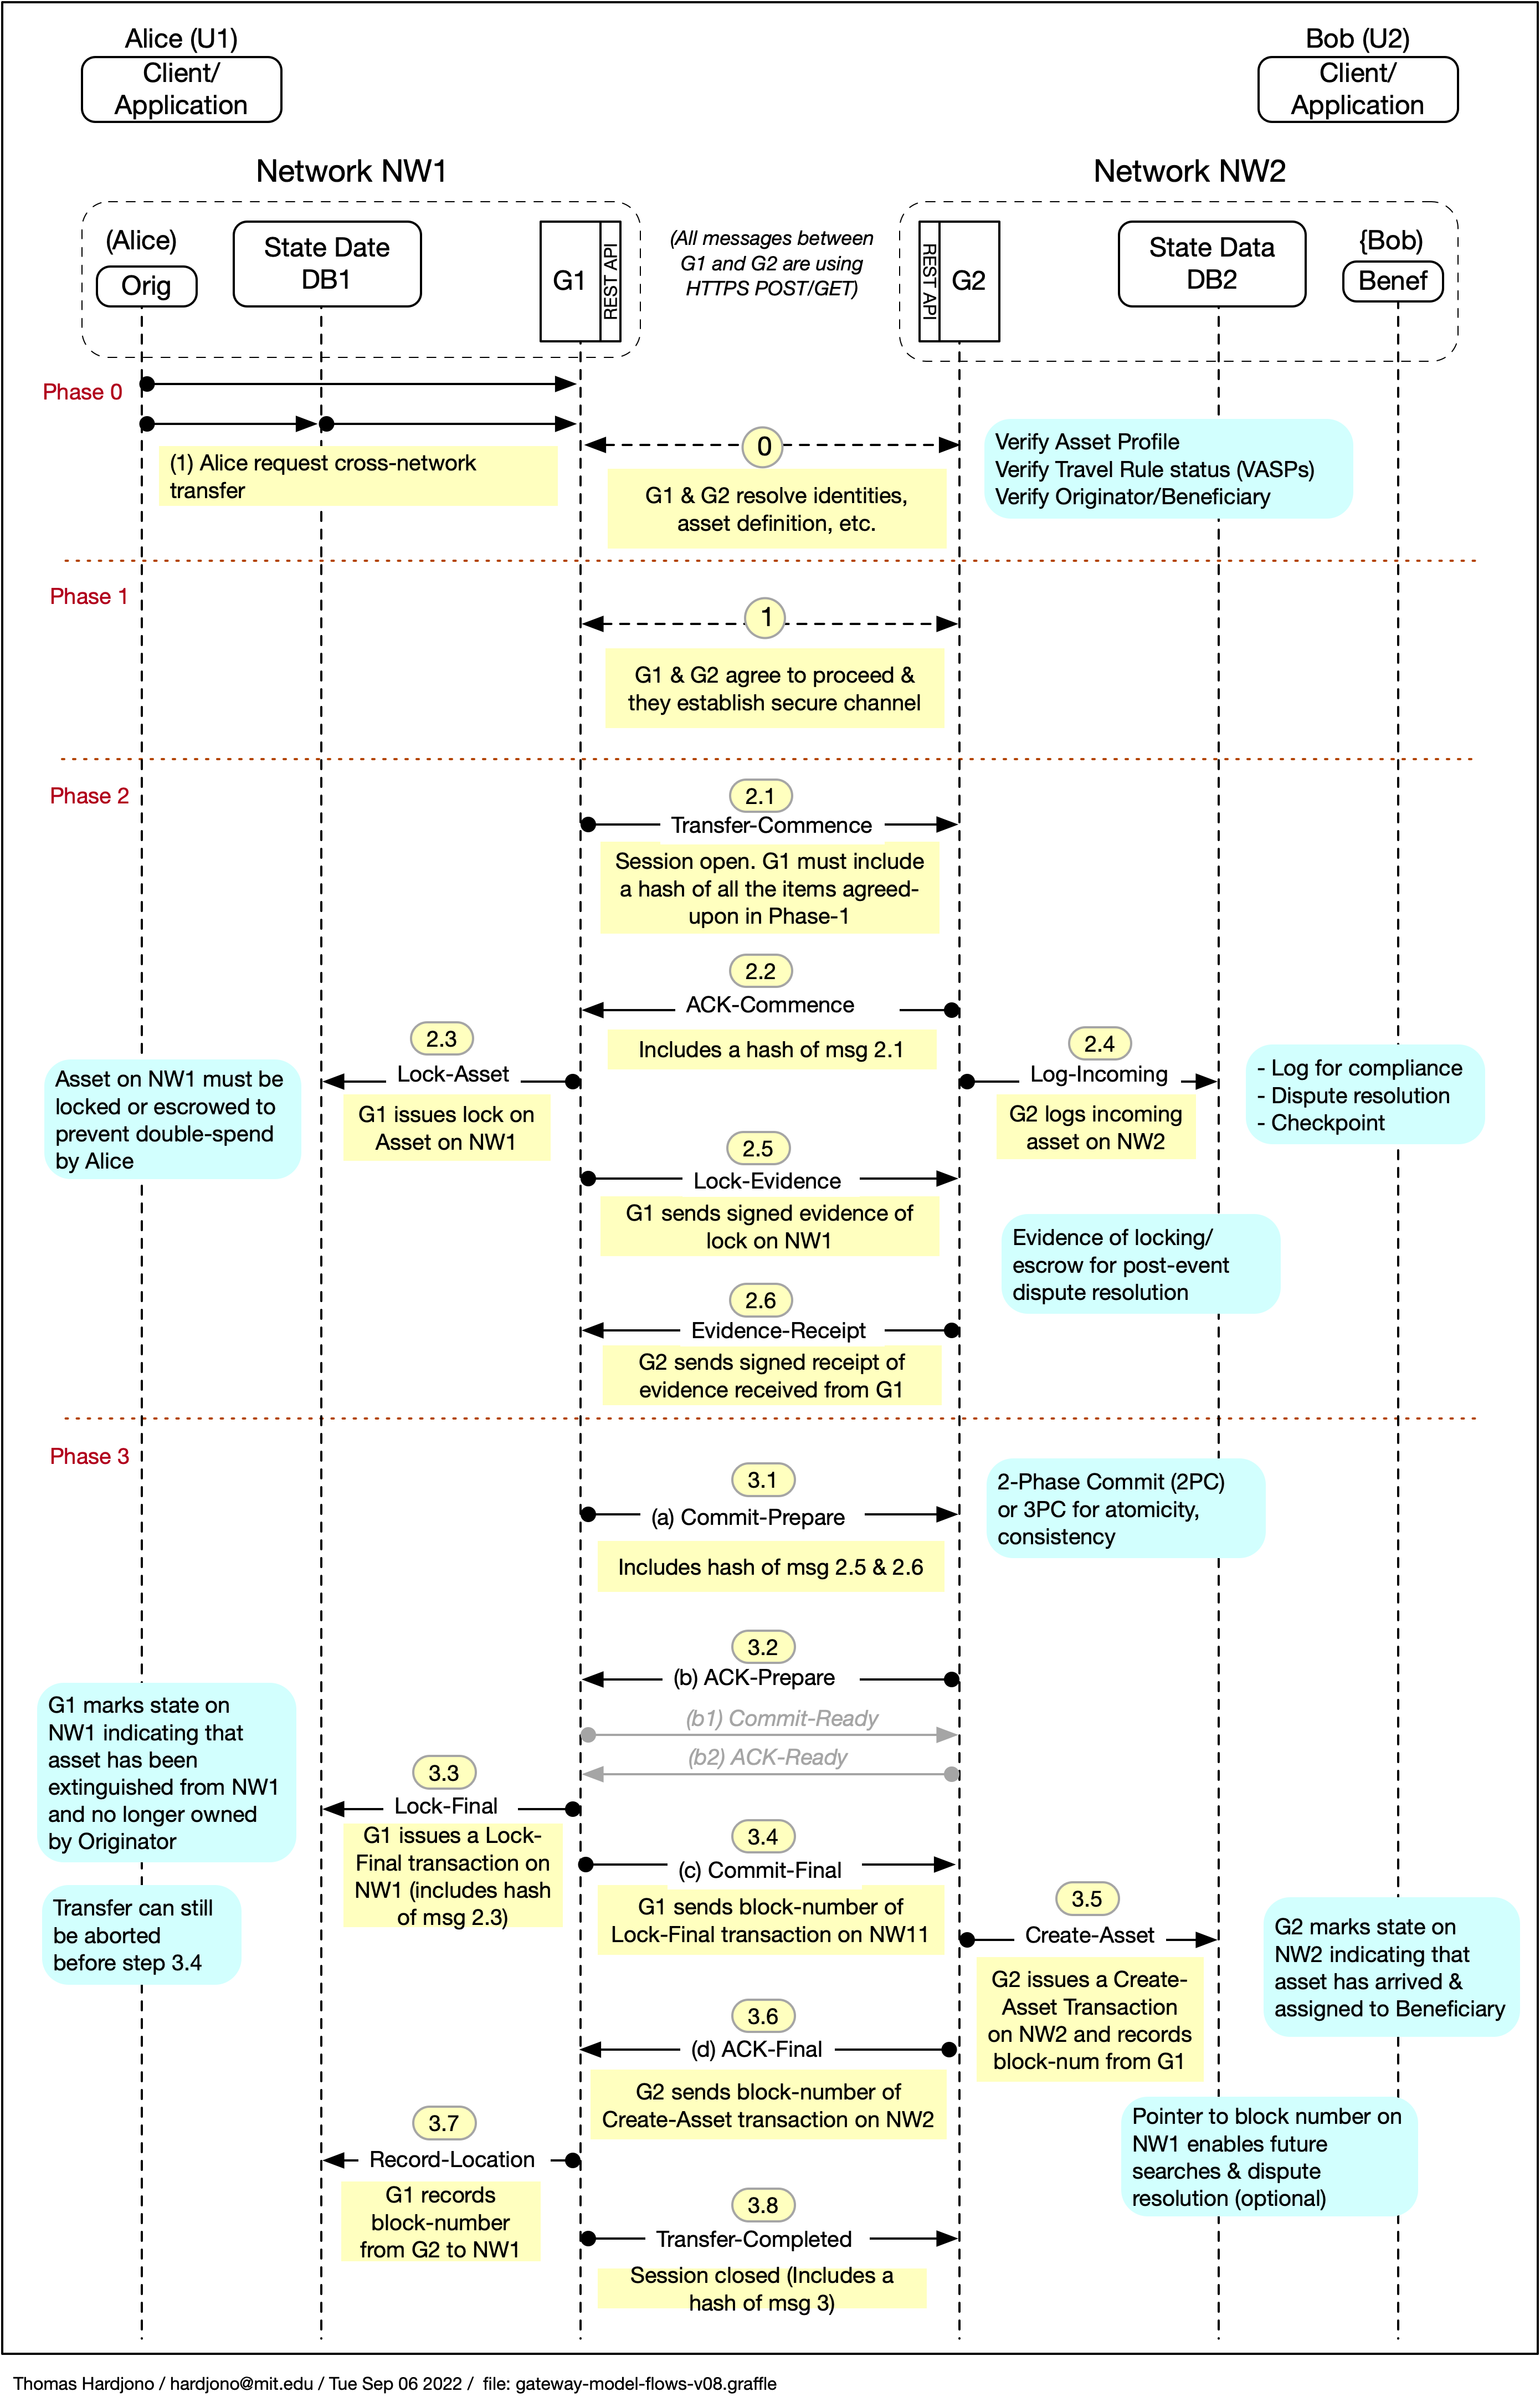 Alice (U1)
Client/
Application
Bob (U2)
Client/
Application
Network NW1
Network NW2
(Alice)
Orig
State Date
DB1
G1
REST API
(All messages between
G1 and G2 are using
HTTPS POST/GET)
REST API
G2
State Data
DB2
{Bob)
Benef
Phase 0
(1) Alice request cross-network
transfer
0
G1 & G2 resolve identities,
asset definition, etc.
Verify Asset Profile
Verify Travel Rule status (VASPs)
Verify Originator/Beneficiary
Phase 1
1
G1 & G2 agree to proceed &
they establish secure channel
Phase 2
2.1
Transfer-Commence
Session open. G1 must include
a hash of all the items agreed-
upon in Phase-1
2.2
ACK-Commence
Includes a hash of msg 2.1
2.3
Lock-Asset
G1 issues lock on
Asset on NW1
Asset on NW1 must be
locked or escrowed to
prevent double-spend
by Alice
2.4
Log-Incoming
G2 logs incoming
asset on NW2
- Log for compliance
- Dispute resolution
- Checkpoint
2.5
Lock-Evidence
G1 sends signed evidence of
lock on NW1
Evidence of locking/
escrow for post-event
dispute resolution
2.6
Evidence-Receipt
G2 sends signed receipt of
evidence received from G1
Phase 3
3.1
(a) Commit-Prepare
Includes hash of msg 2.5 & 2.6
2-Phase Commit (2PC)
or 3PC for atomicity,
consistency
3.2
(b) ACK-Prepare
(b1) Commit-Ready
(b2) ACK-Ready
G1 marks state on
NW1 indicating that
asset has been
extinguished from NW1
and no longer owned
by Originator
3.3
Lock-Final
G1 issues a Lock-
Final transaction on
NW1 (includes hash
of msg 2.3)
Transfer can still
be aborted
before step 3.4
3.4
(c) Commit-Final
G1 sends block-number of
Lock-Final transaction on NW11
3.5
Create-Asset
G2 issues a Create-
Asset Transaction
on NW2 and records
block-num from G1
G2 marks state on
NW2 indicating that
asset has arrived &
assigned to Beneficiary
3.6
(d) ACK-Final
G2 sends block-number of
Create-Asset transaction on NW2
Pointer to block number on
NW1 enables future
searches & dispute
resolution (optional)
3.7
Record-Location
G1 records
block-number
from G2 to NW1
3.8
Transfer-Completed
Session closed (Includes a
hash of msg 3)
Thomas Hardjono / hardjono@mit.edu / Tue Sep 06 2022 / file: gateway-model-flows-v08.graffle